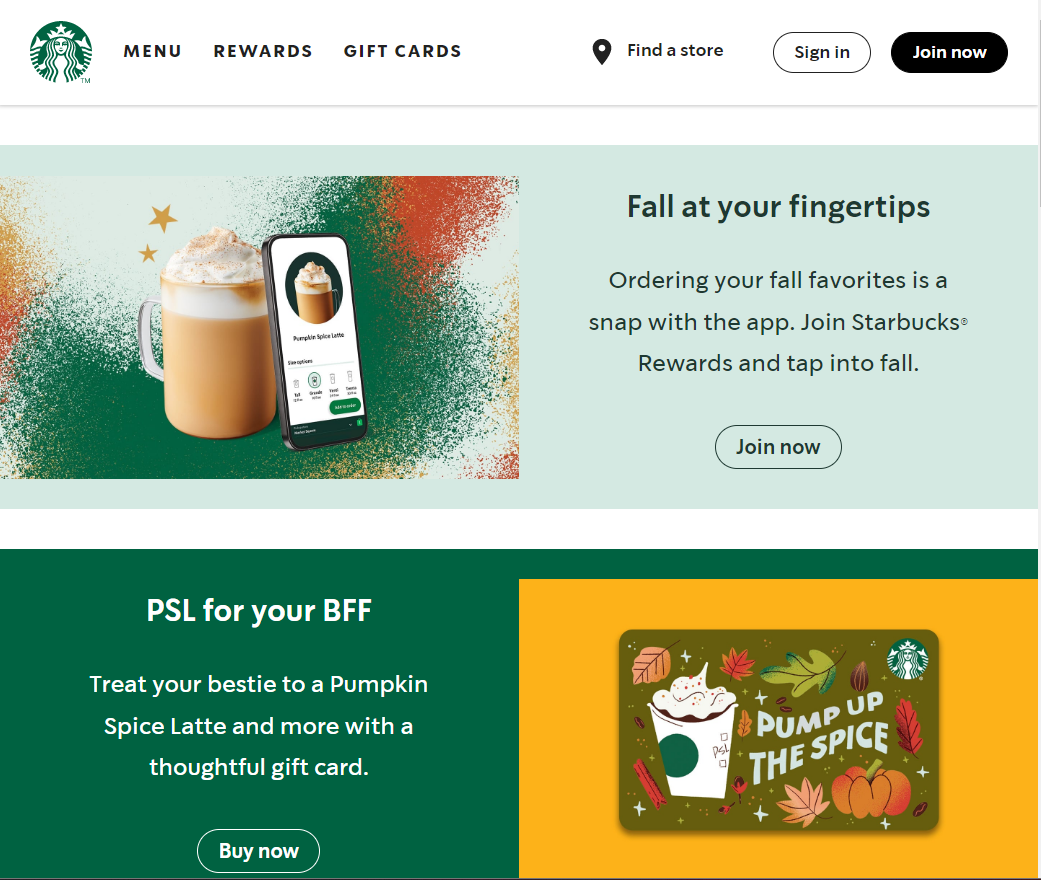 TM
MENU
REWARDS
GIFT CARDS
Find a store
Sign in
Join now
Pumpkin Spice Latte
Size options
Tall
Grande
Venti
Add to order
Fall at your fingertips
Ordering your fall favorites is a
snap with the app. Join Starbucks®
Rewards and tap into fall.
Join now
PSL for your BFF
Treat your bestie to a Pumpkin
Spice Latte and more with a
thoughtful gift card.
Buy now
PSL
PUMP UP
THE SPICE